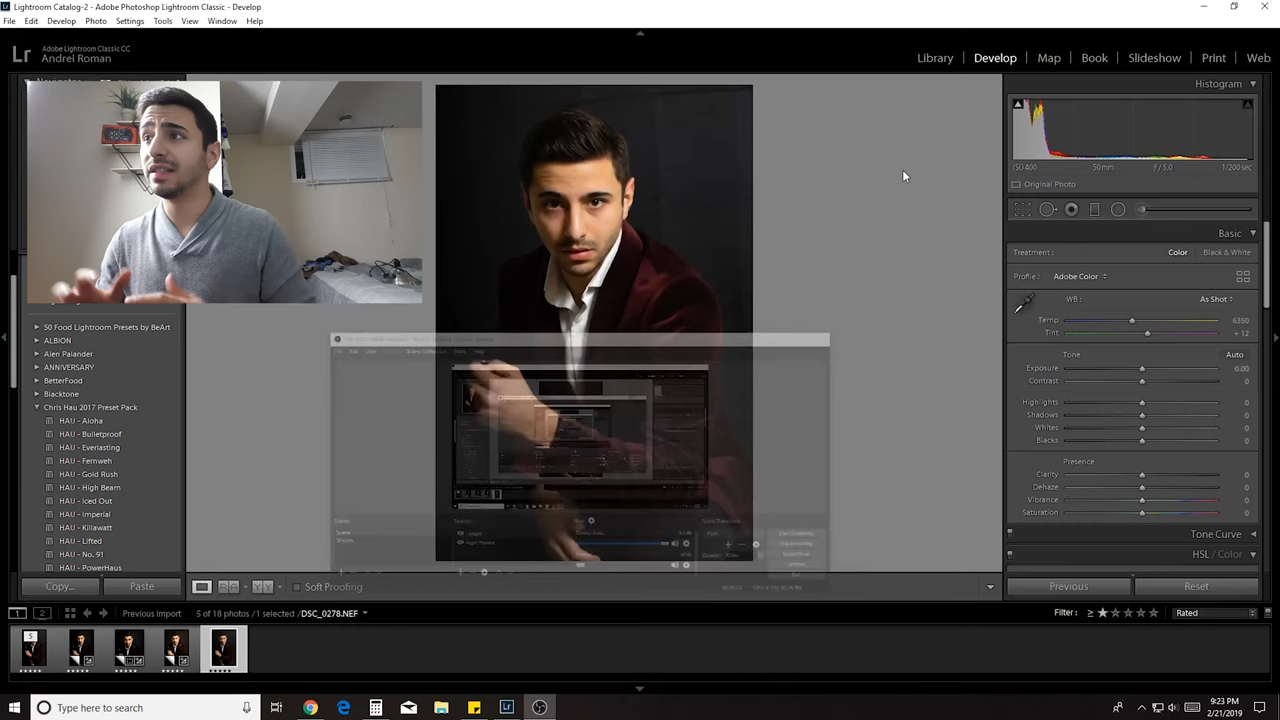 Lightroom Catalog-2 - Adobe Photoshop Lightroom Classic - Develop
File Edit Develop Photo Settings Tools View Window Help
Lr Adobe Lightroom Classic CC
Andrei Roman
Library Develop Map Book Slideshow Print Web
Histogram
ISO 400 50mm f/5.0 1/200 sec
Original Photo
Basic
Treatment: Color Black & White
Profile: Adobe Color
WB: As Shot
Temp 6350
Tint + 12
Tone Auto
Exposure 0.00
Contrast 0
Highlights 0
Shadows 0
Whites 0
Blacks 0
Presence
Clarity 0
Dehaze 0
Vibrance 0
Saturation 0
Tone Curve
HSL / Color
50 Food Lightroom Presets by BeArt
ALBION
Alen Palander
ANNIVERSARY
BetterFood
Blacktone
Chris Hau 2017 Preset Pack
HAU - Aloha
HAU - Bulletproof
HAU - Everlasting
HAU - Fernweh
HAU - Gold Rush
HAU - High Beam
HAU - Iced Out
HAU - Imperial
HAU - Killawatt
HAU - Lifted
HAU - No. 91
HAU - PowerHaus
Copy... Paste
Soft Proofing
Previous Reset
1 2 Previous Import 5 of 18 photos /1 selected /DSC_0278.NEF
Filter: ≥ Rated
5
Type here to search
9:23 PM
2/21/2019